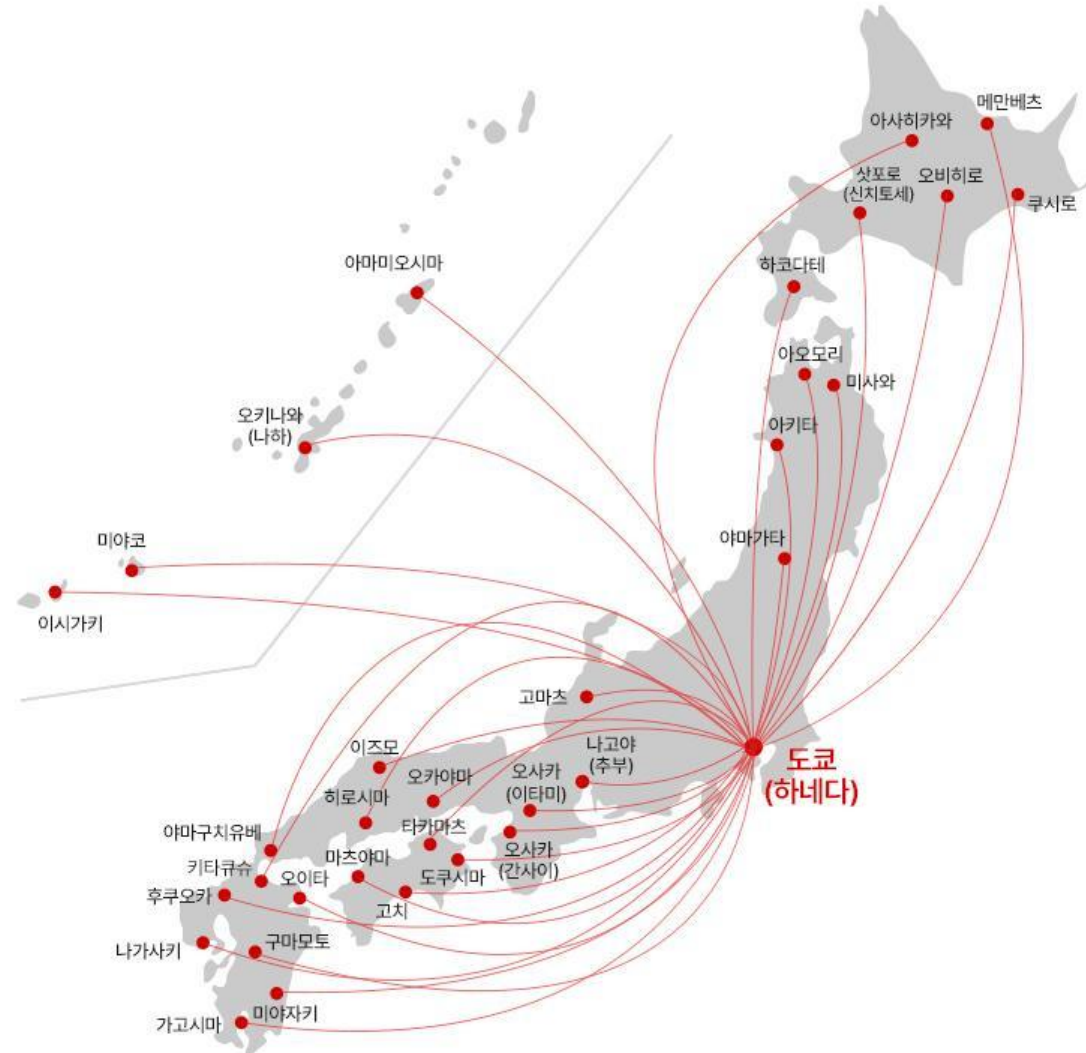 메만베츠
아사히카와
삿포로
(신치토세)
오비히로
쿠시로
아마미오시마
하코다테
아오모리
미사와
오키나와
(나하)
아키타
미야코
야마가타
이시가키
고마츠
이즈모
나고야
(추부)
도쿄
(하네다)
오카야마
오사카
(이타미)
히로시마
야마구치유베
타카마츠
오사카
(간사이)
키타큐슈
마츠야마
도쿠시마
오이타
후쿠오카
고치
나가사키
구마모토
미야자키
가고시마